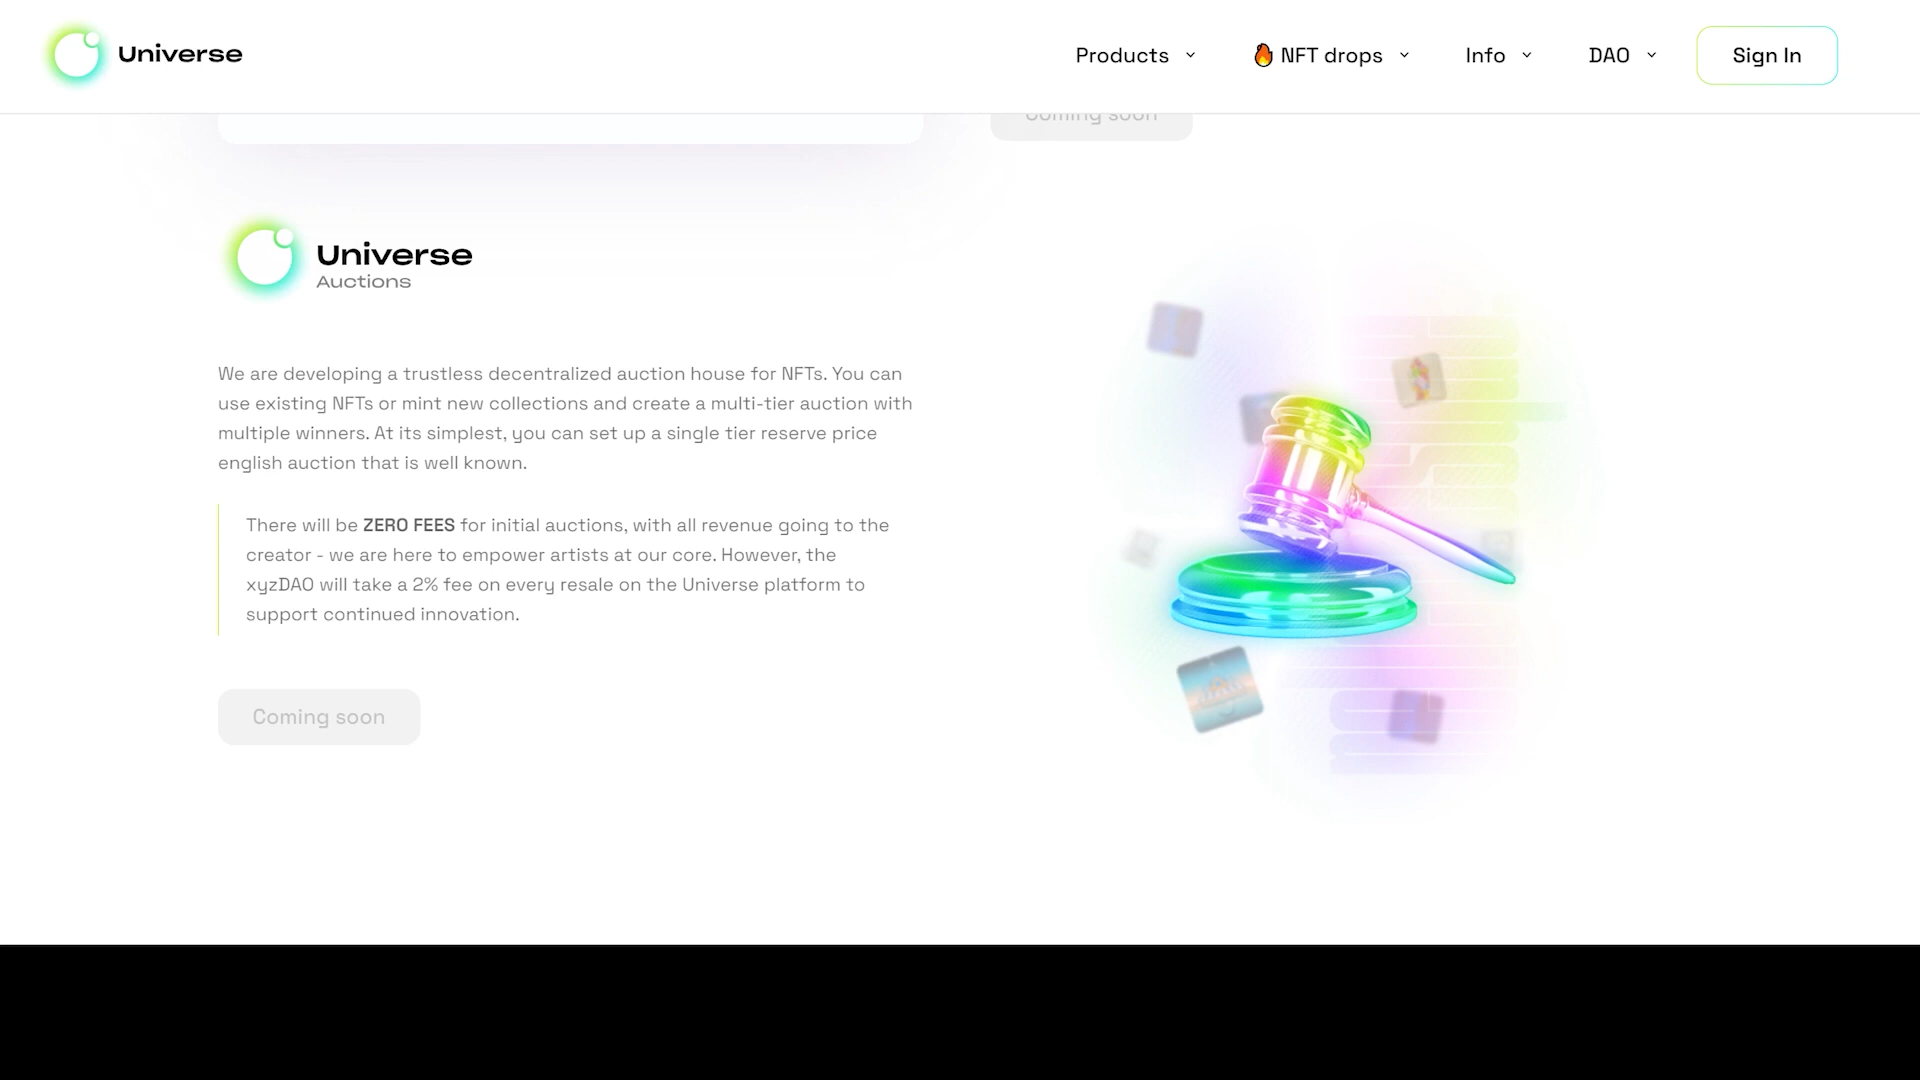 Universe
Products
NFT drops
Info
DAO
Sign In
Coming soon
Universe
Auctions
We are developing a trustless decentralized auction house for NFTs. You can
use existing NFTs or mint new collections and create a multi-tier auction with
multiple winners. At its simplest, you can set up a single tier reserve price
english auction that is well known.
There will be ZERO FEES for initial auctions, with all revenue going to the
creator - we are here to empower artists at our core. However, the
xyzDAO will take a 2% fee on every resale on the Universe platform to
support continued innovation.
Coming soon